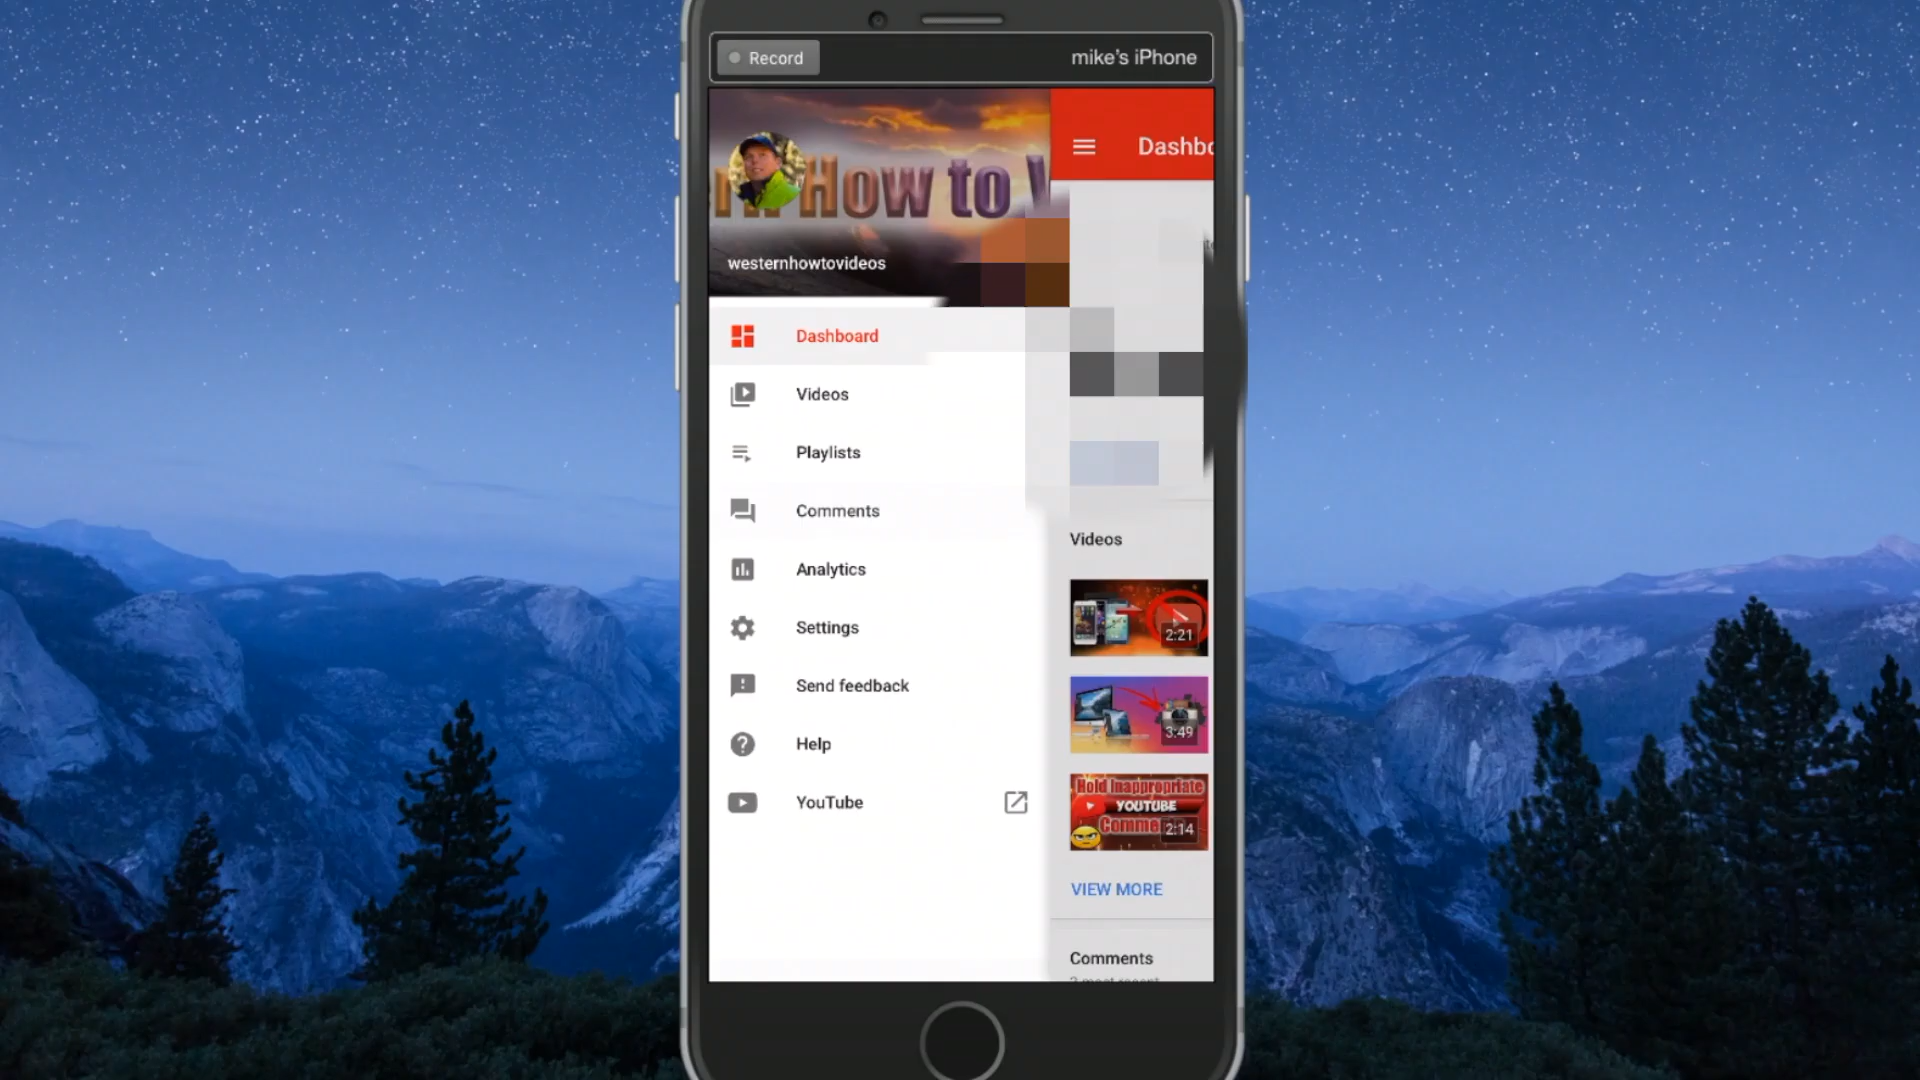 Record
mike's iPhone
How to
westernhowtovideos
Dashboard
Videos
Playlists
Comments
Analytics
Settings
Send feedback
Help
YouTube
Dashbo
Videos
2:21
3:49
Hold Inappropriate
YOUTUBE
Comme
2:14
VIEW MORE
Comments